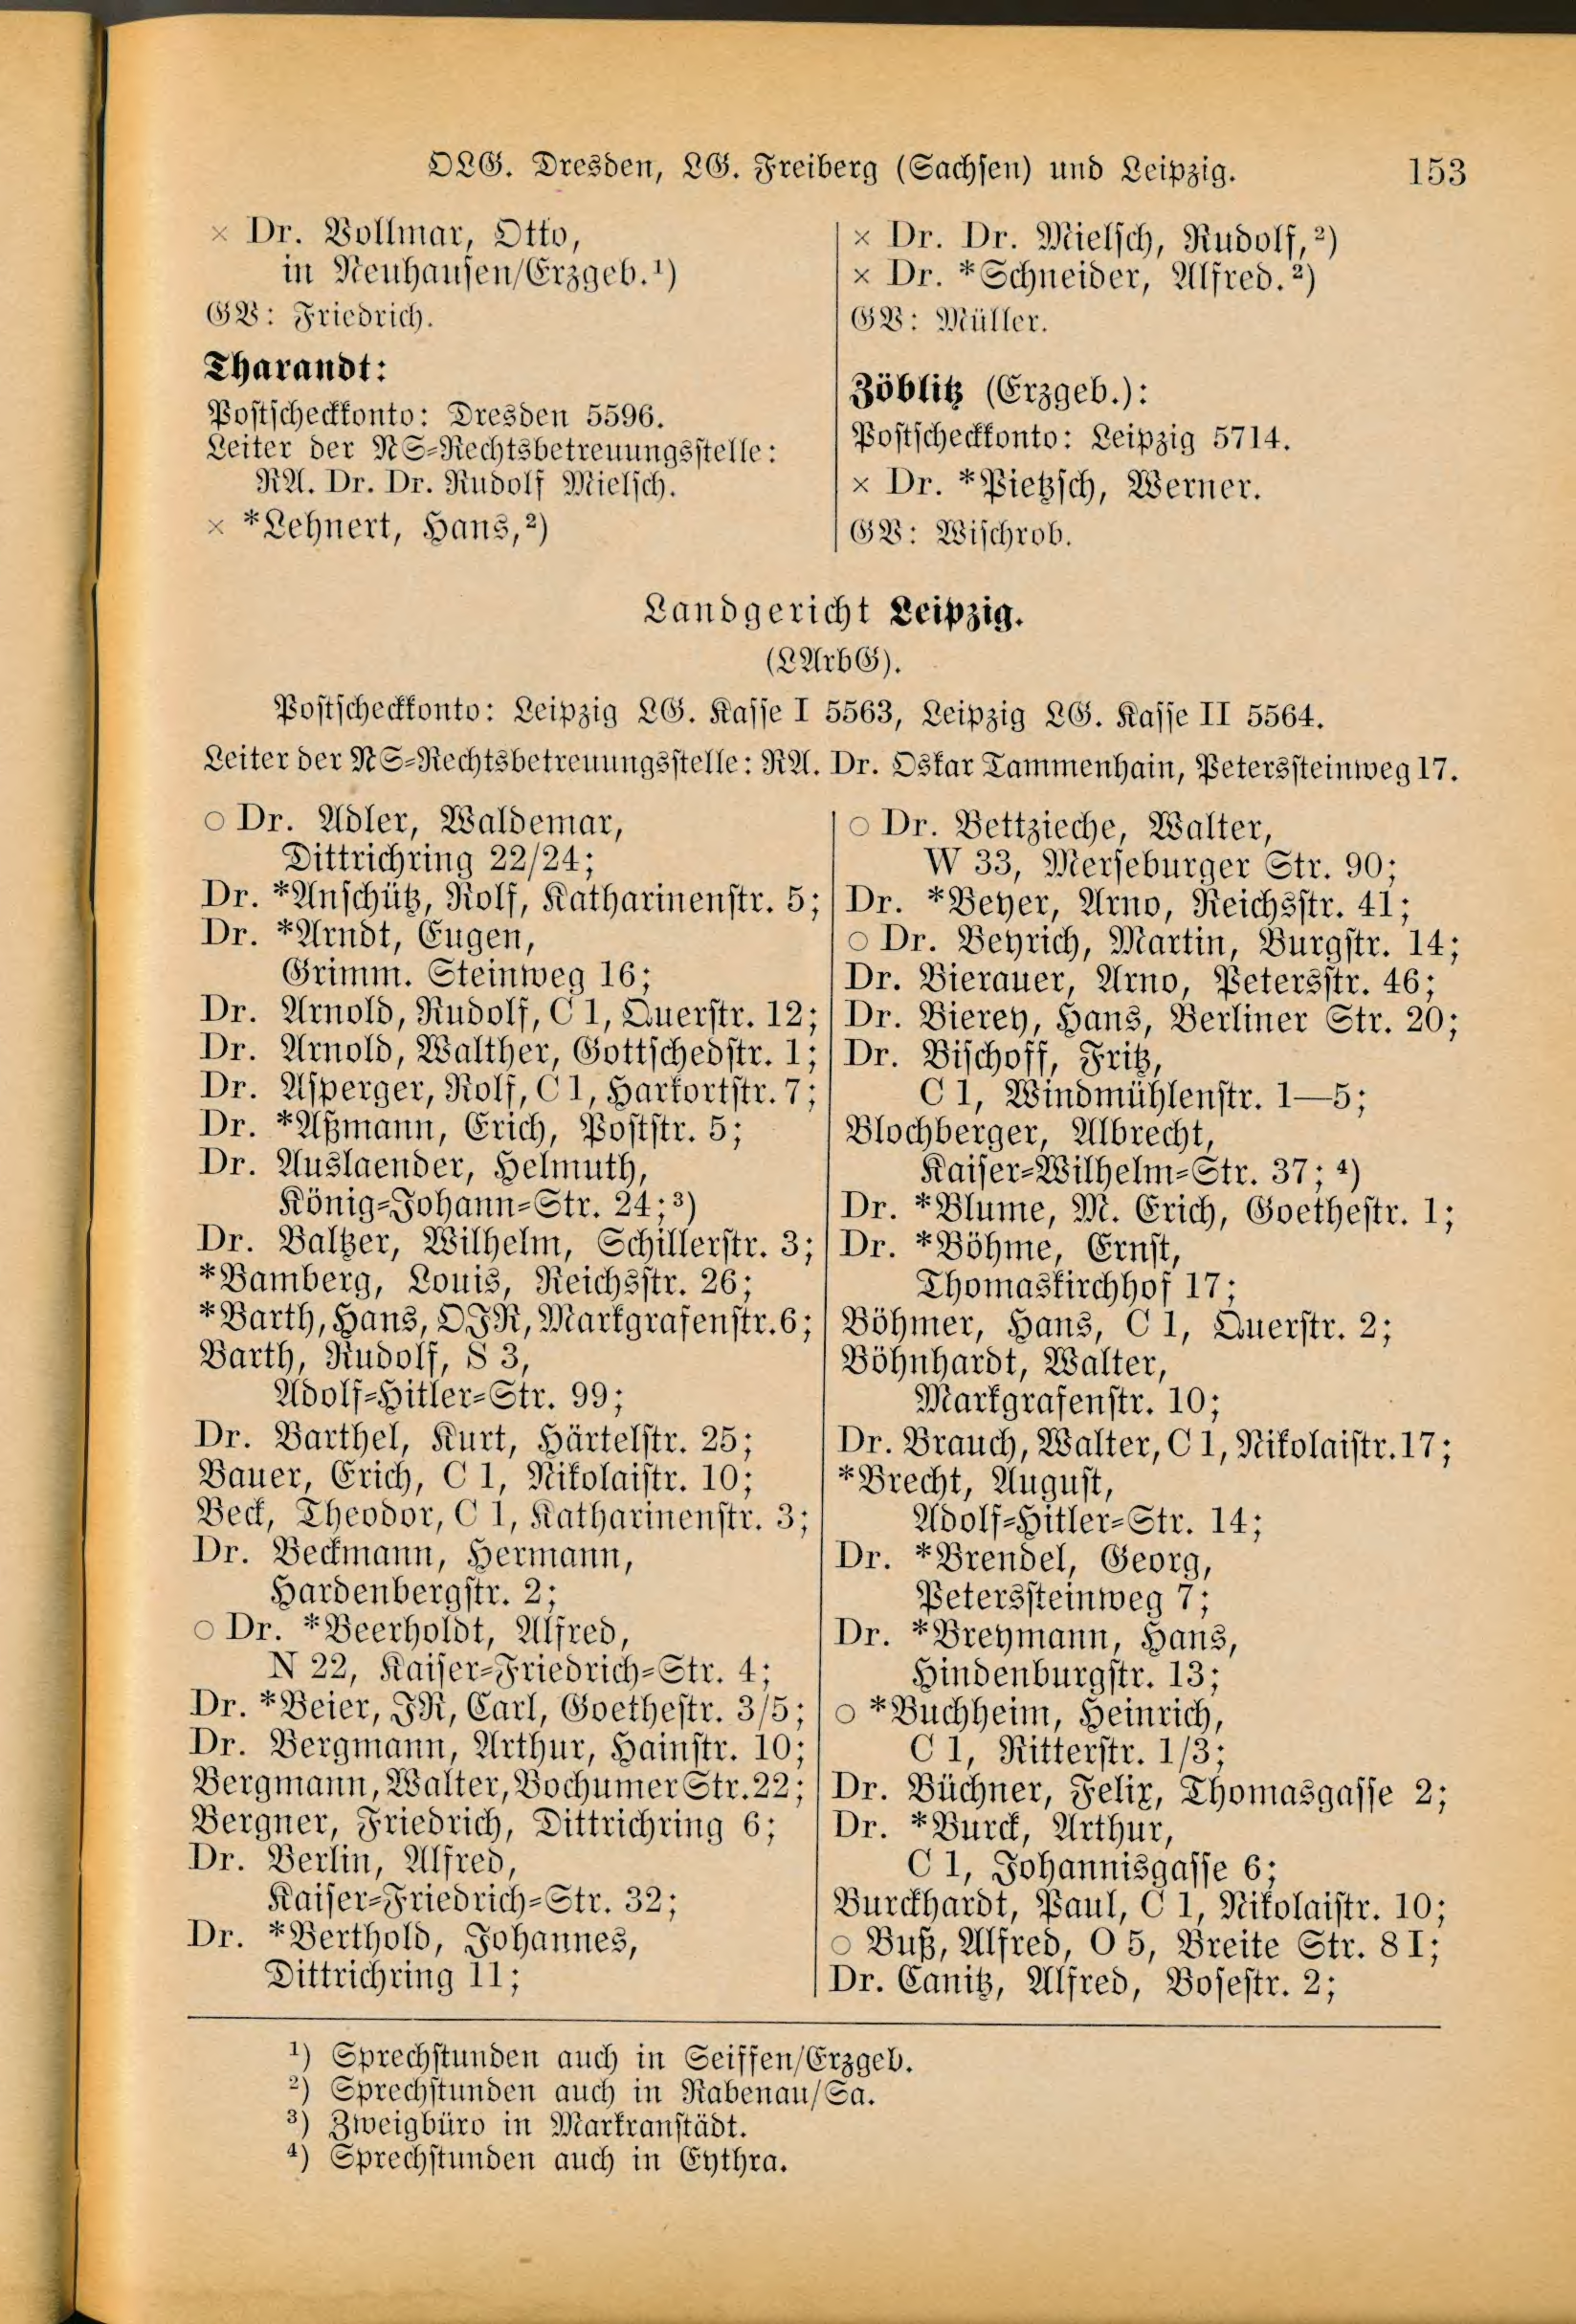 OLG. Dresden, LG. Freiberg (Sachsen) und Leipzig. 153
× Dr. Vollmar, Otto,
in Neuhausen/Erzgeb.¹)
GV: Friedrich.
Tharandt:
Postscheckkonto: Dresden 5596.
Leiter der NS-Rechtsbetreuungsstelle:
RA. Dr. Dr. Rudolf Mielsch.
× *Lehnert, Hans,²)
× Dr. Dr. Mielsch, Rudolf,²)
× Dr. *Schneider, Alfred.²)
GV: Müller.
Zöblitz (Erzgeb.):
Postscheckkonto: Leipzig 5714.
× Dr. *Pietzsch, Werner.
GV: Wischrob.
Landgericht Leipzig.
(LArbG).
Postscheckkonto: Leipzig LG. Kasse I 5563, Leipzig LG. Kasse II 5564.
Leiter der NS-Rechtsbetreuungsstelle: RA. Dr. Oskar Tammenhain, Peterssteinweg 17.
○ Dr. Adler, Waldemar,
Dittrichring 22/24;
Dr. *Anschütz, Rolf, Katharinenstr. 5;
Dr. *Arndt, Eugen,
Grimm. Steinweg 16;
Dr. Arnold, Rudolf, C 1, Querstr. 12;
Dr. Arnold, Walther, Gottschedstr. 1;
Dr. Asperger, Rolf, C 1, Harkortstr. 7;
Dr. *Aßmann, Erich, Poststr. 5;
Dr. Auslaender, Helmuth,
König-Johann-Str. 24;³)
Dr. Baltzer, Wilhelm, Schillerstr. 3;
*Bamberg, Louis, Reichsstr. 26;
*Barth, Hans, OJR, Markgrafenstr. 6;
Barth, Rudolf, S 3,
Adolf-Hitler-Str. 99;
Dr. Barthel, Kurt, Härtelstr. 25;
Bauer, Erich, C 1, Nikolaistr. 10;
Beck, Theodor, C 1, Katharinenstr. 3;
Dr. Beckmann, Hermann,
Hardenbergstr. 2;
○ Dr. *Beerholdt, Alfred,
N 22, Kaiser-Friedrich-Str. 4;
Dr. *Beier, JR, Carl, Goethestr. 3/5;
Dr. Bergmann, Arthur, Hainstr. 10;
Bergmann, Walter, Bochumer Str. 22;
Bergner, Friedrich, Dittrichring 6;
Dr. Berlin, Alfred,
Kaiser-Friedrich-Str. 32;
Dr. *Berthold, Johannes,
Dittrichring 11;
○ Dr. Bettzieche, Walter,
W 33, Merseburger Str. 90;
Dr. *Beyer, Arno, Reichsstr. 41;
○ Dr. Beyrich, Martin, Burgstr. 14;
Dr. Bierauer, Arno, Petersstr. 46;
Dr. Bierey, Hans, Berliner Str. 20;
Dr. Bischoff, Fritz,
C 1, Windmühlenstr. 1—5;
Blochberger, Albrecht,
Kaiser-Wilhelm-Str. 37; ⁴)
Dr. *Blume, M. Erich, Goethestr. 1;
Dr. *Böhme, Ernst,
Thomaskirchhof 17;
Böhmer, Hans, C 1, Querstr. 2;
Böhnhardt, Walter,
Markgrafenstr. 10;
Dr. Brauch, Walter, C 1, Nikolaistr. 17;
*Brecht, August,
Adolf-Hitler-Str. 14;
Dr. *Brendel, Georg,
Peterssteinweg 7;
Dr. *Breymann, Hans,
Hindenburgstr. 13;
○ *Buchheim, Heinrich,
C 1, Ritterstr. 1/3;
Dr. Büchner, Felix, Thomasgasse 2;
Dr. *Burck, Arthur,
C 1, Johannisgasse 6;
Burckhardt, Paul, C 1, Nikolaistr. 10;
○ Buß, Alfred, O 5, Breite Str. 8 I;
Dr. Canitz, Alfred, Bosestr. 2;
¹) Sprechstunden auch in Seiffen/Erzgeb.
²) Sprechstunden auch in Rabenau/Sa.
³) Zweigbüro in Markranstädt.
⁴) Sprechstunden auch in Eythra.